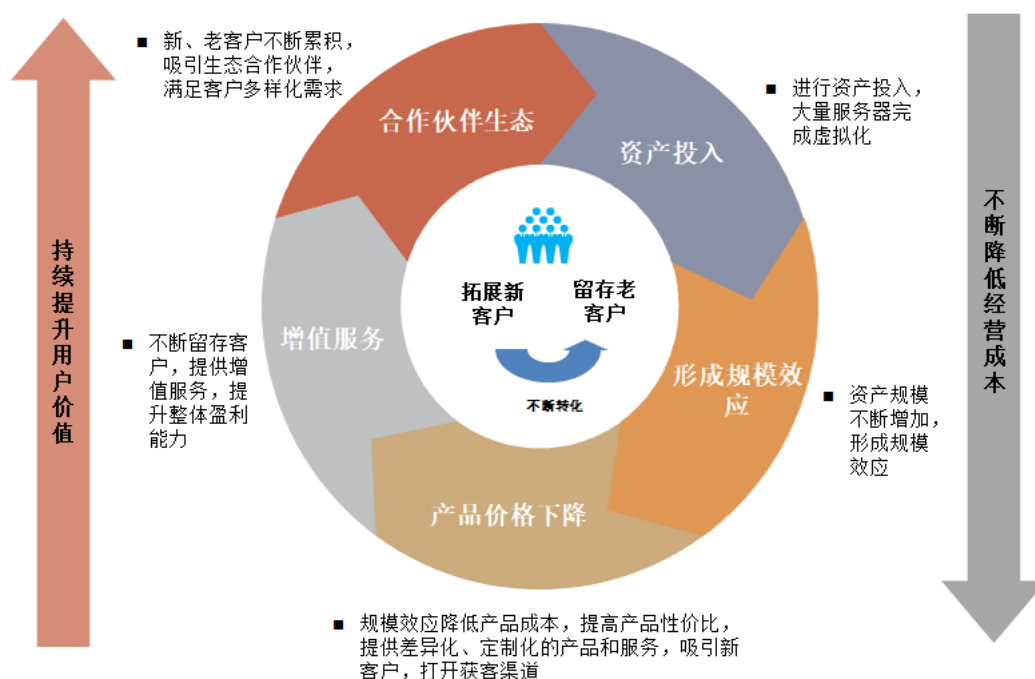 ■ 新、老客户不断累积，
吸引生态合作伙伴，
满足客户多样化需求
合作伙伴生态
资产投入
■ 进行资产投入，
大量服务器完
成虚拟化
持续提升用户价值
不断降低经营成本
拓展新
客户
留存老
客户
不断转化
增值服务
■ 不断留存客
户，提供增
值服务，提
升整体盈利
能力
形成规模效
应
■ 资产规模
不断增加，
形成规模
效应
产品价格下降
■ 规模效应降低产品成本，提高产品性价比，
提供差异化、定制化的产品和服务，吸引新
客户，打开获客渠道